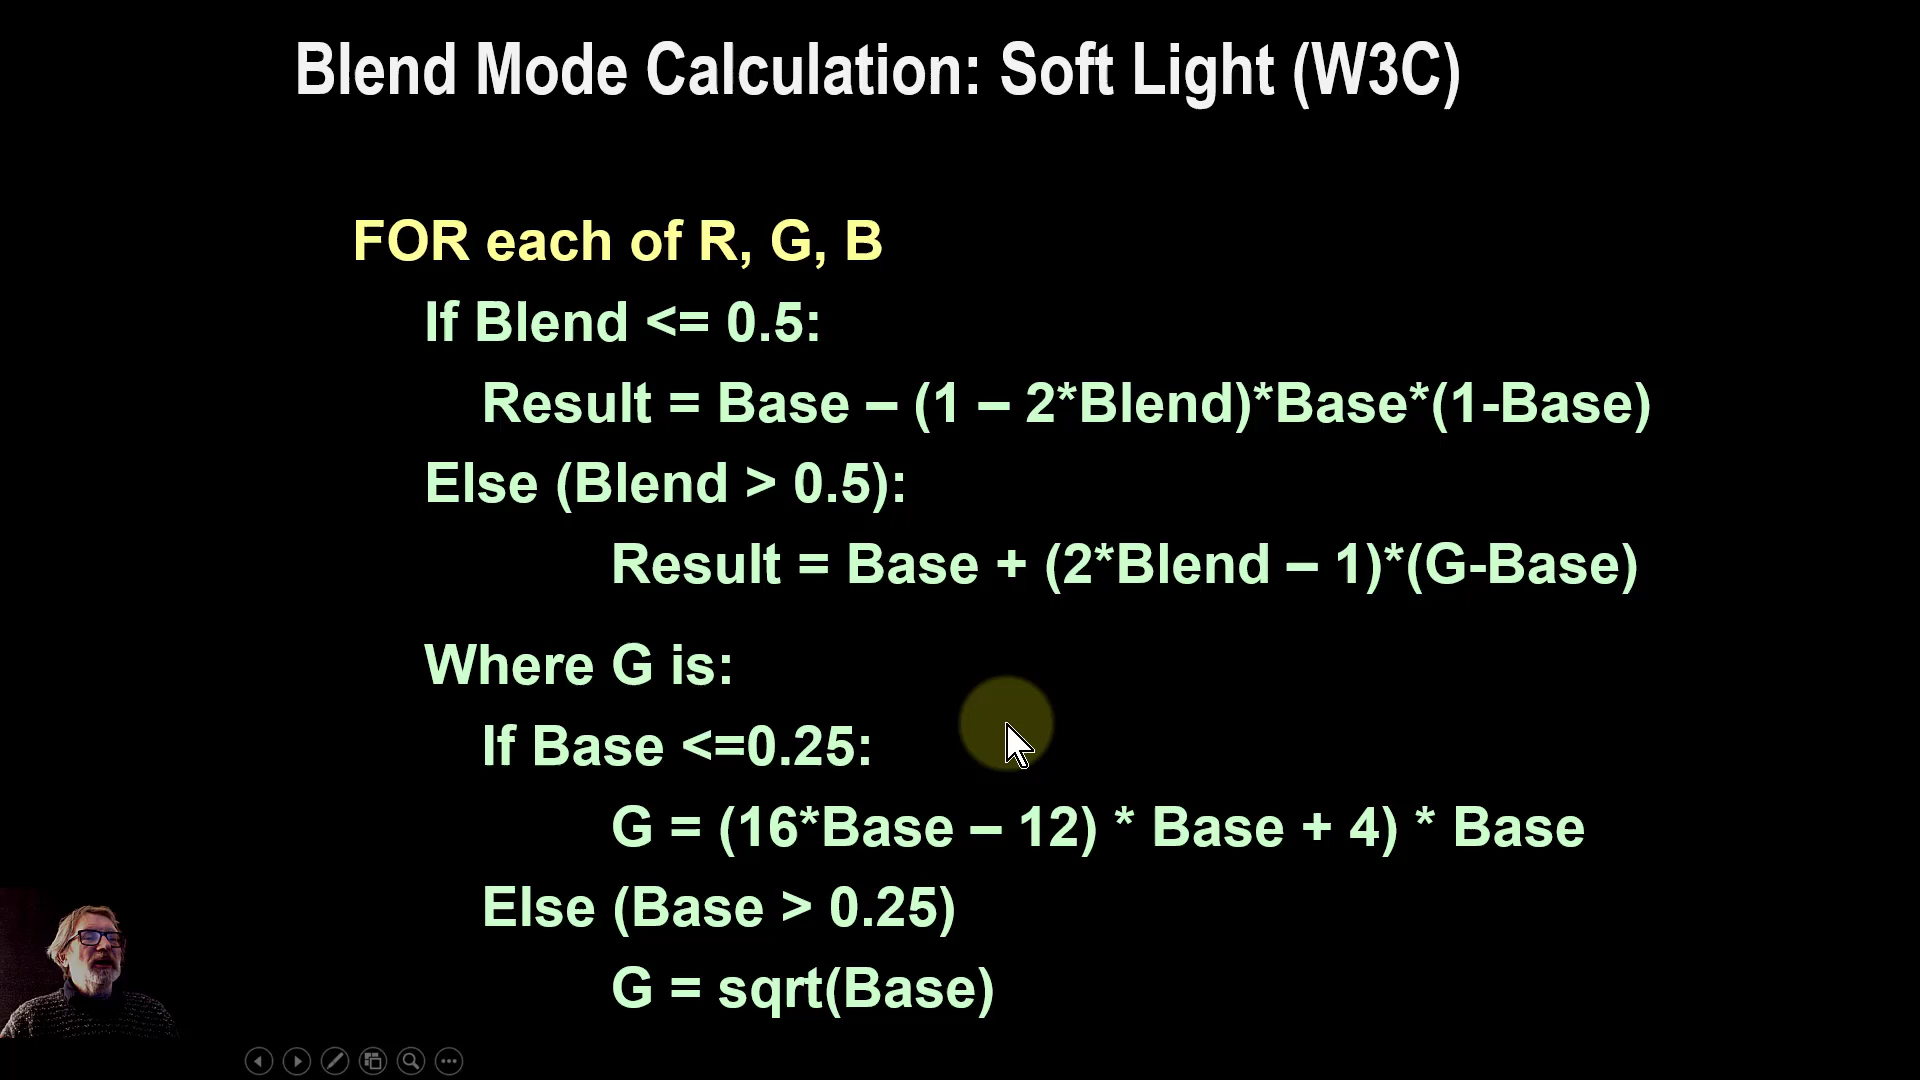 Blend Mode Calculation: Soft Light (W3C)
FOR each of R, G, B
If Blend <= 0.5:
Result = Base – (1 – 2*Blend)*Base*(1-Base)
Else (Blend > 0.5):
Result = Base + (2*Blend – 1)*(G-Base)
Where G is:
If Base <=0.25:
G = (16*Base – 12) * Base + 4) * Base
Else (Base > 0.25)
G = sqrt(Base)